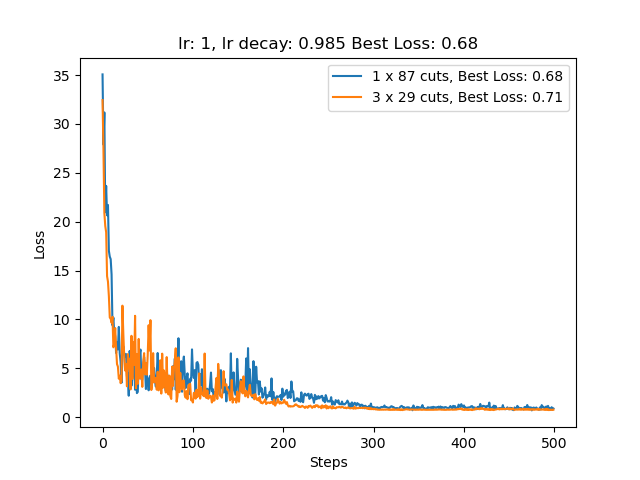 lr: 1, lr decay: 0.985 Best Loss: 0.68
1 x 87 cuts, Best Loss: 0.68
3 x 29 cuts, Best Loss: 0.71
35
30
25
20
15
10
5
0
Loss
0 100 200 300 400 500
Steps